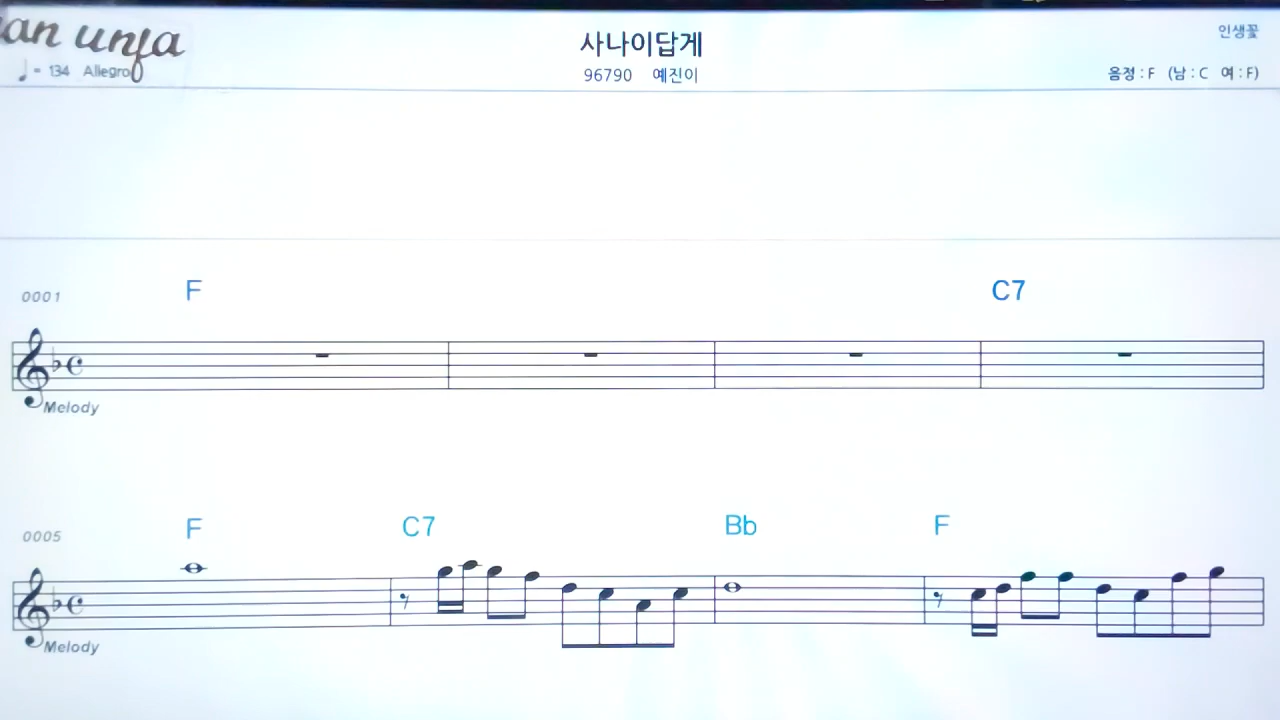 an unja
♩ = 134 Allegro
사나이답게
96790 예진이
인생꽃
음정 : F (남 : C 여 : F)
0001 F C7
Melody
0005 F C7 Bb F
Melody